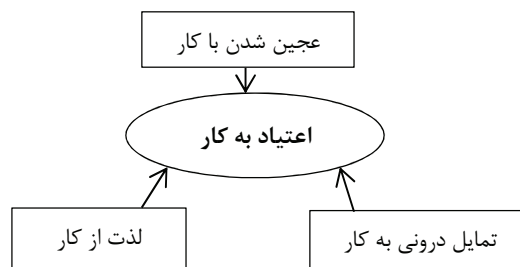 عجین شدن با کار
اعتیاد به کار
تمایل درونی به کار
لذت از کار